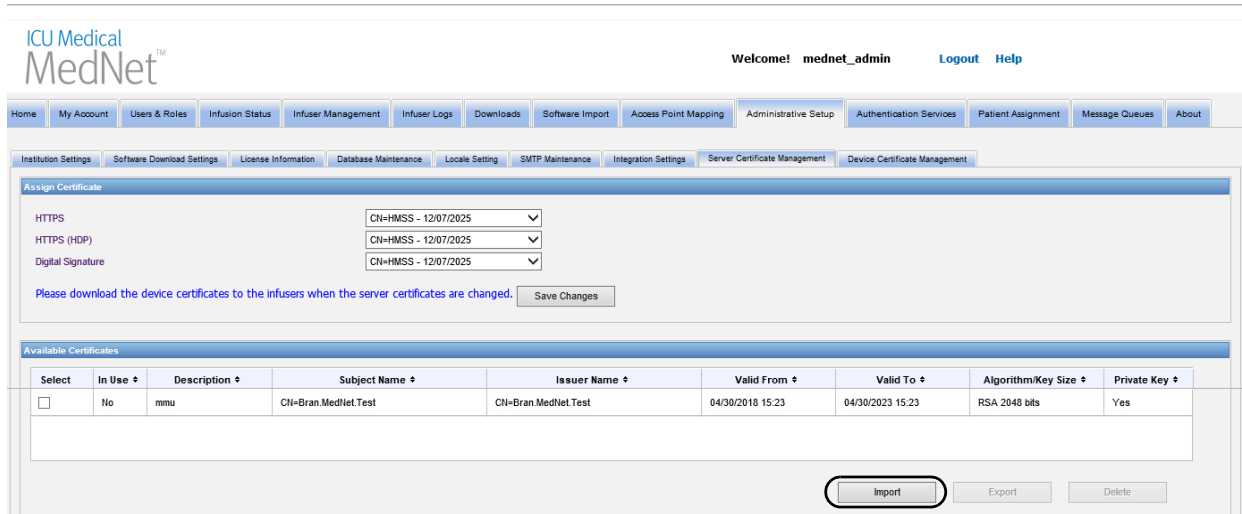 ICU Medical
MedNet™
Welcome! mednet_admin Logout Help
Home My Account Users & Roles Infusion Status Infuser Management Infuser Logs Downloads Software Import Access Point Mapping Administrative Setup Authentication Services Patient Assignment Message Queues About
Institution Settings Software Download Settings License Information Database Maintenance Locale Setting SMTP Maintenance Integration Settings Server Certificate Management Device Certificate Management
Assign Certificate
HTTPS CN=HMSS - 12/07/2025
HTTPS (HDP) CN=HMSS - 12/07/2025
Digital Signature CN=HMSS - 12/07/2025
Please download the device certificates to the infusers when the server certificates are changed. Save Changes
Available Certificates
Select In Use Description Subject Name Issuer Name Valid From Valid To Algorithm/Key Size Private Key
No mmu CN=Bran.MedNet.Test CN=Bran.MedNet.Test 04/30/2018 15:23 04/30/2023 15:23 RSA 2048 bits Yes
Import Export Delete